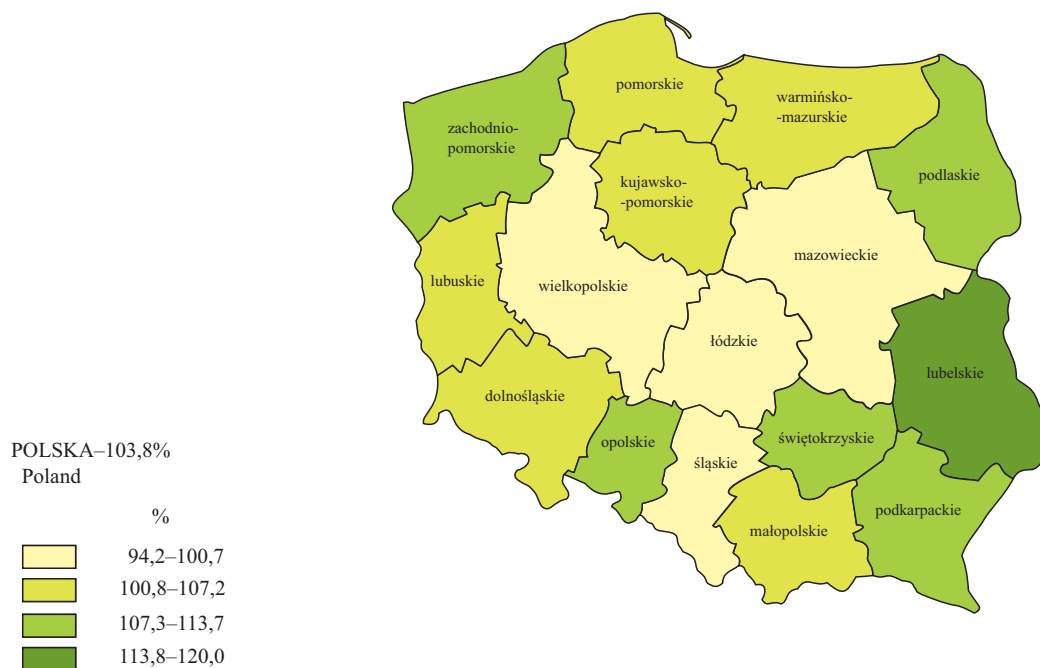 pomorskie
warmińsko-
-mazurskie
zachodnio-
pomorskie
podlaskie
kujawsko-
-pomorskie
mazowieckie
lubuskie
wielkopolskie
łódzkie
lubelskie
dolnośląskie
opolskie
świętokrzyskie
śląskie
podkarpackie
małopolskie
POLSKA–103,8%
Poland
%
94,2–100,7
100,8–107,2
107,3–113,7
113,8–120,0